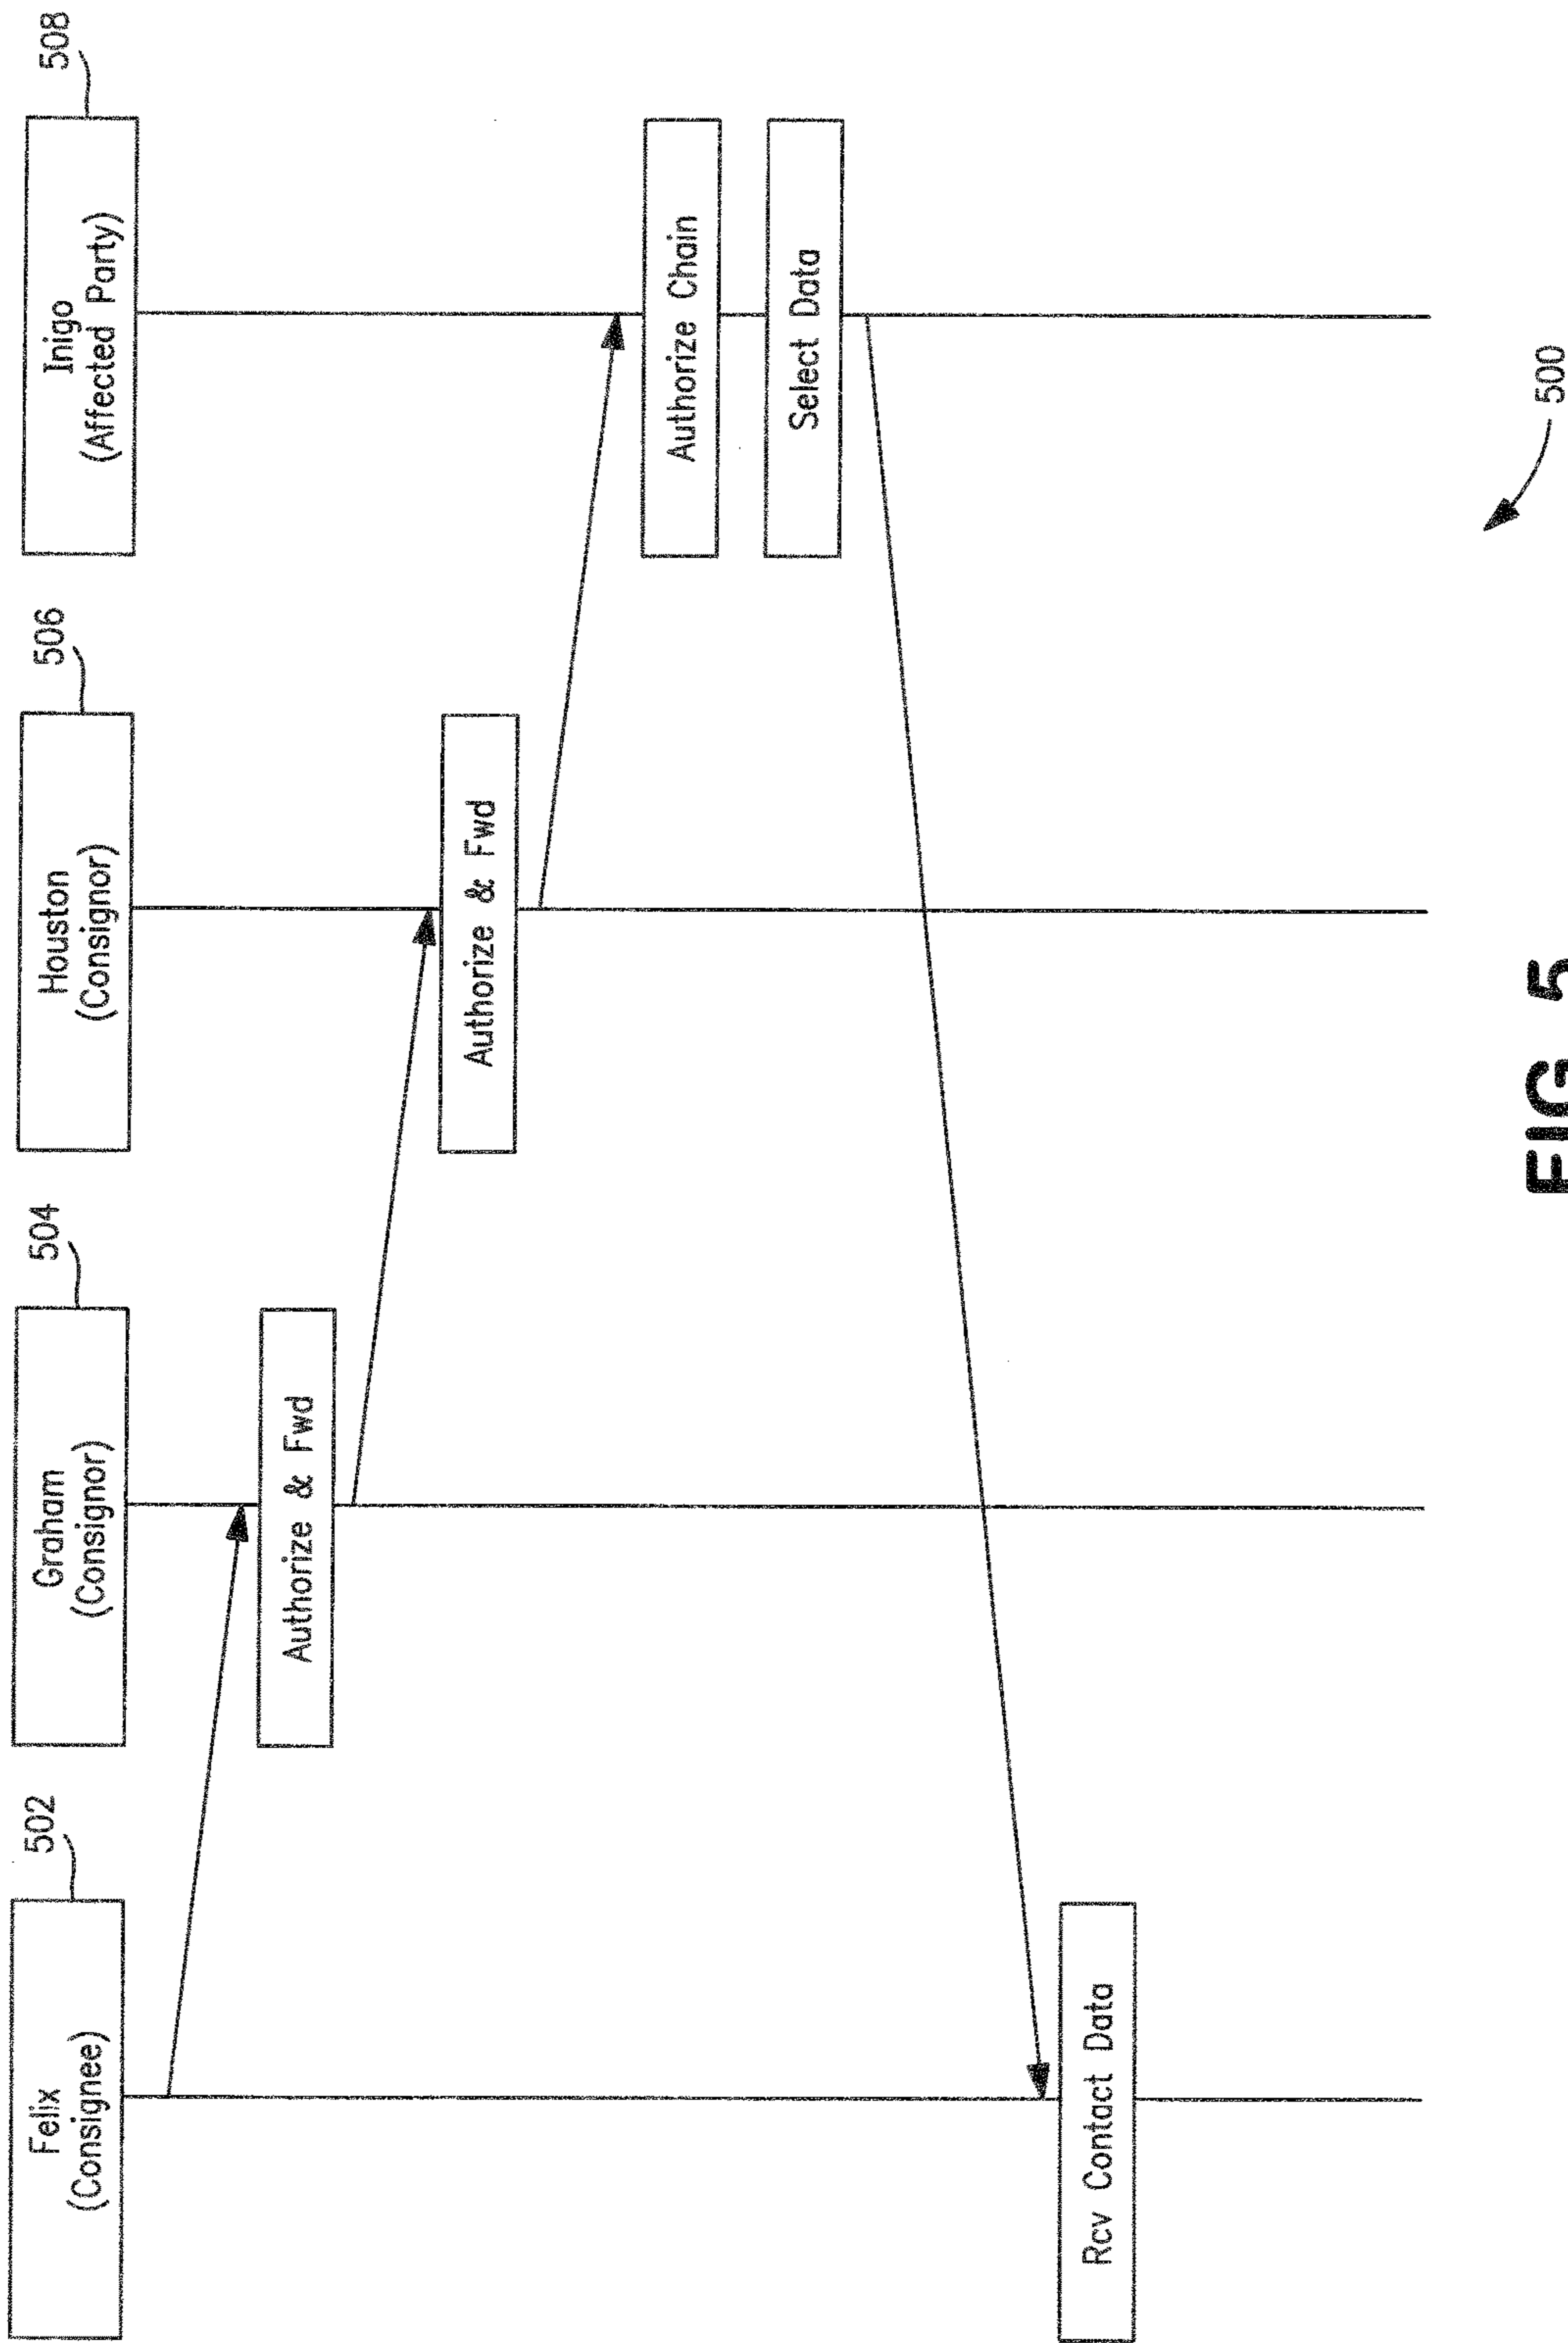 502
Felix
(Consignee)
504
Graham
(Consignor)
506
Houston
(Consignor)
508
Inigo
(Affected Party)
Authorize & Fwd
Authorize & Fwd
Authorize Chain
Select Data
Rcv Contact Data
500
FIG. 5